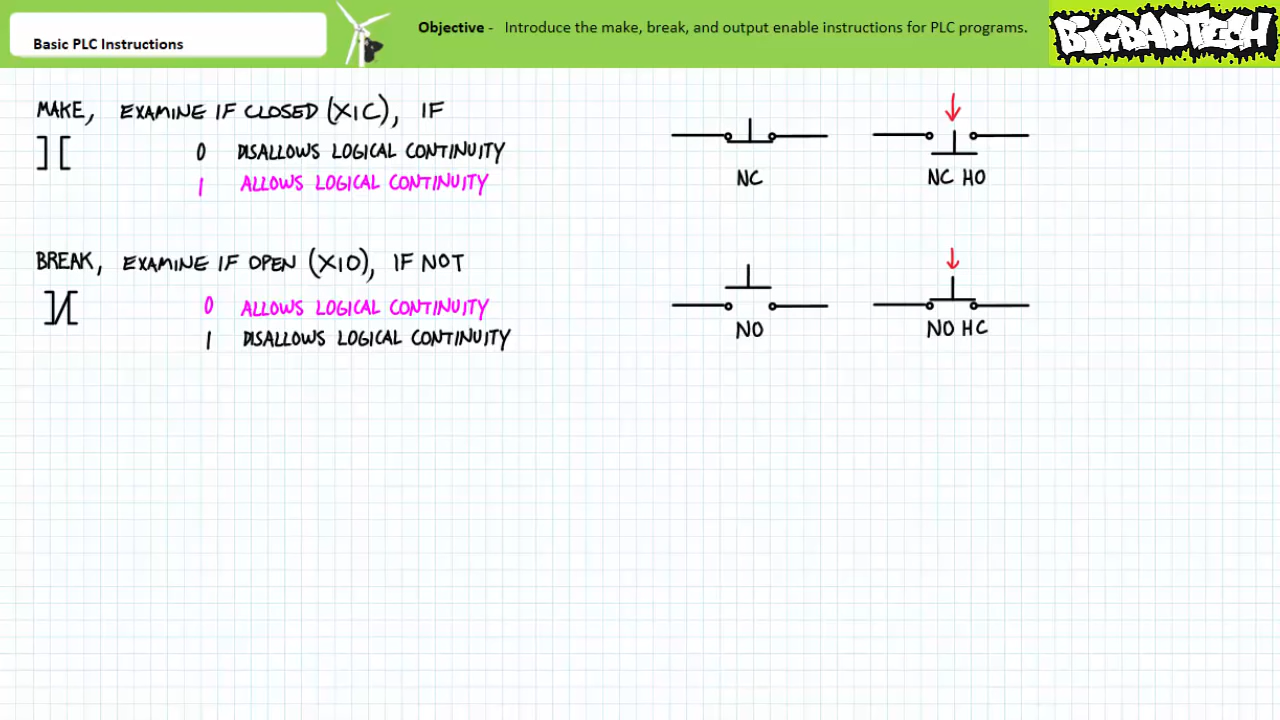 Basic PLC Instructions
Objective - Introduce the make, break, and output enable instructions for PLC programs.
BIGBADTECH
MAKE, EXAMINE IF CLOSED (XIC), IF
] [
0 DISALLOWS LOGICAL CONTINUITY
1 ALLOWS LOGICAL CONTINUITY
NC
NC HO
BREAK, EXAMINE IF OPEN (XIO), IF NOT
]/[
0 ALLOWS LOGICAL CONTINUITY
1 DISALLOWS LOGICAL CONTINUITY
NO
NO HC